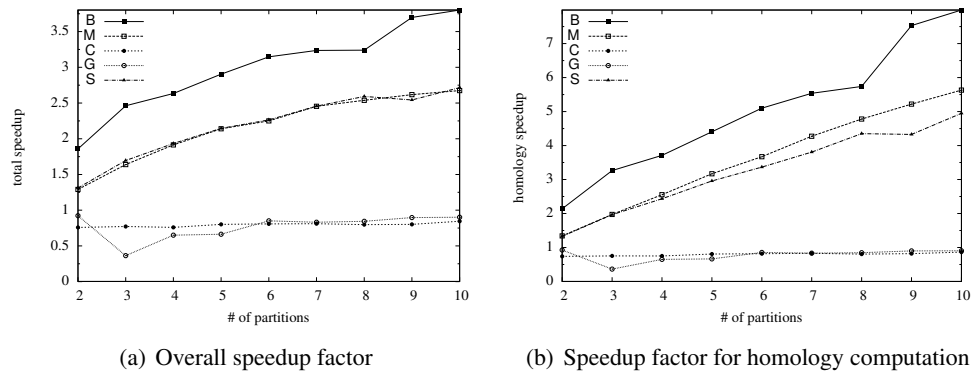 B
M
C
G
S
3.5
3
2.5
2
1.5
1
0.5
0
total speedup
2 3 4 5 6 7 8 9 10
# of partitions
(a) Overall speedup factor
B
M
C
G
S
7
6
5
4
3
2
1
0
homology speedup
2 3 4 5 6 7 8 9 10
# of partitions
(b) Speedup factor for homology computation